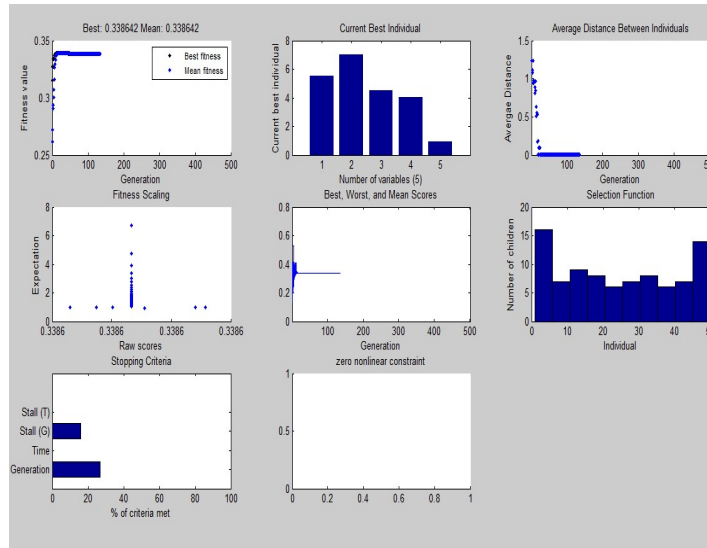 Best: 0.338642 Mean: 0.338642
0.35
0.3
0.25
Fitness value
Best fitness
Mean fitness
0 100 200 300 400 500
Generation
Current Best Individual
8
6
4
2
0
Current best individual
1 2 3 4 5
Number of variables (5)
Average Distance Between Individuals
1.5
1
0.5
0
Avergae Distance
0 100 200 300 400 50
Generation
Fitness Scaling
8
6
4
2
0
Expectation
0.3386 0.3386 0.3386 0.3386
Raw scores
Best, Worst, and Mean Scores
0.8
0.6
0.4
0.2
0
0 100 200 300 400 500
Generation
Selection Function
20
15
10
5
0
Number of children
0 10 20 30 40 50
Individual
Stopping Criteria
Stall (T)
Stall (G)
Time
Generation
0 20 40 60 80 100
% of criteria met
zero nonlinear constraint
1
0.5
0
0 0.2 0.4 0.6 0.8 1